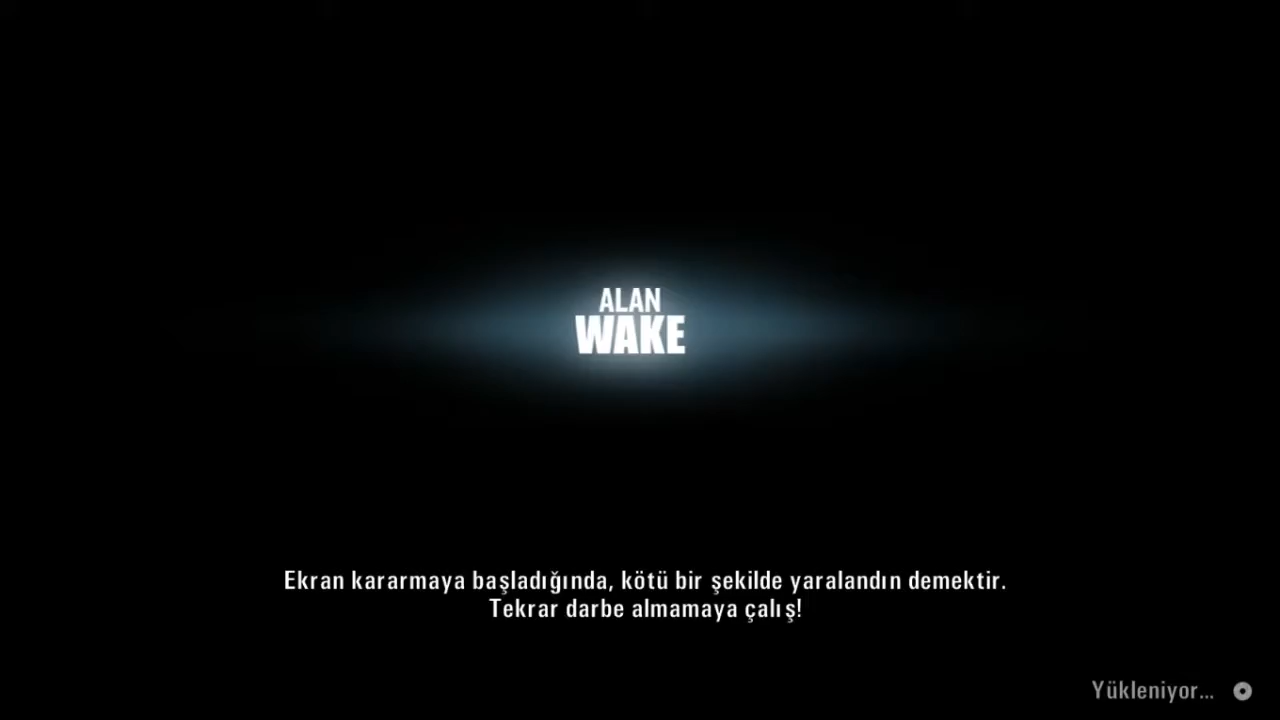 ALAN
WAKE
Ekran kararmaya başladığında, kötü bir şekilde yaralandın demektir.
Tekrar darbe almamaya çalış!
Yükleniyor...